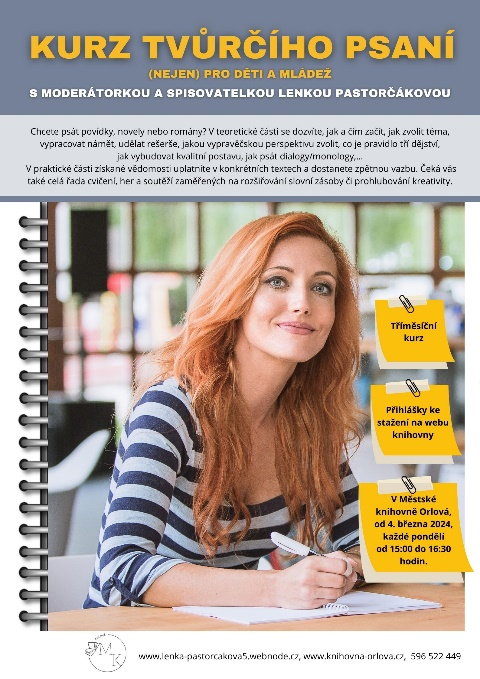 KURZ TVŮRČÍHO PSANÍ
(NEJEN) PRO DĚTI A MLÁDEŽ
S MODERÁTORKOU A SPISOVATELKOU LENKOU PASTORČÁKOVOU
Chcete psát povídky, novely nebo romány? V teoretické části se dozvíte, jak a čím začít, jak zvolit téma,
vypracovat námět, udělat rešerše, jakou vypravěčskou perspektivu zvolit, co je pravidlo tří dějství,
jak vybudovat kvalitní postavu, jak psát dialogy/monology,...
V praktické části získané vědomosti uplatníte v konkrétních textech a dostanete zpětnou vazbu. Čeká vás
také celá řada cvičení, her a soutěží zaměřených na rozšiřování slovní zásoby či prohlubování kreativity.
Tříměsíční
kurz
Přihlášky ke
stažení na webu
knihovny
V Městské
knihovně Orlová,
od 4. března 2024,
každé pondělí
od 15:00 do 16:30
hodin.
MK
www.lenka-pastorcakova5.webnode.cz, www.knihovna-orlova.cz, 596 522 449